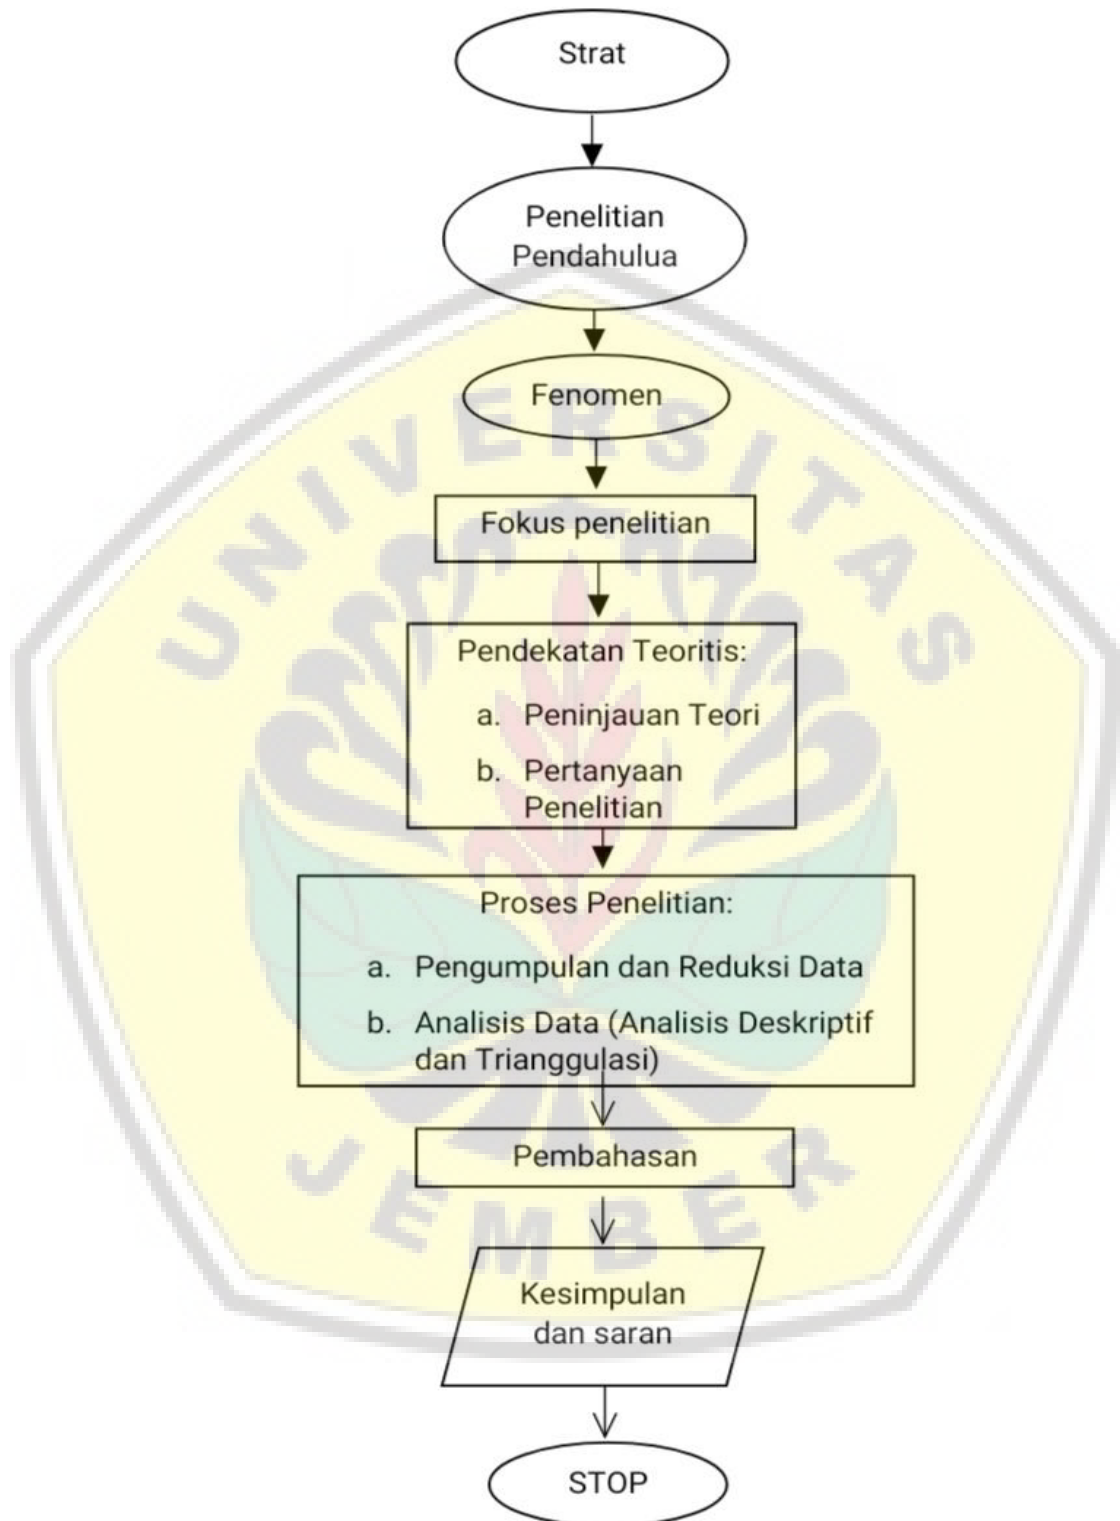 Strat
Penelitian
Pendahulua
Fenomen
UNIVERSITAS
Fokus penelitian
Pendekatan Teoritis:
a. Peninjauan Teori
b. Pertanyaan
Penelitian
Proses Penelitian:
a. Pengumpulan dan Reduksi Data
b. Analisis Data (Analisis Deskriptif
dan Trianggulasi)
Pembahasan
JEMBER
Kesimpulan
dan saran
STOP